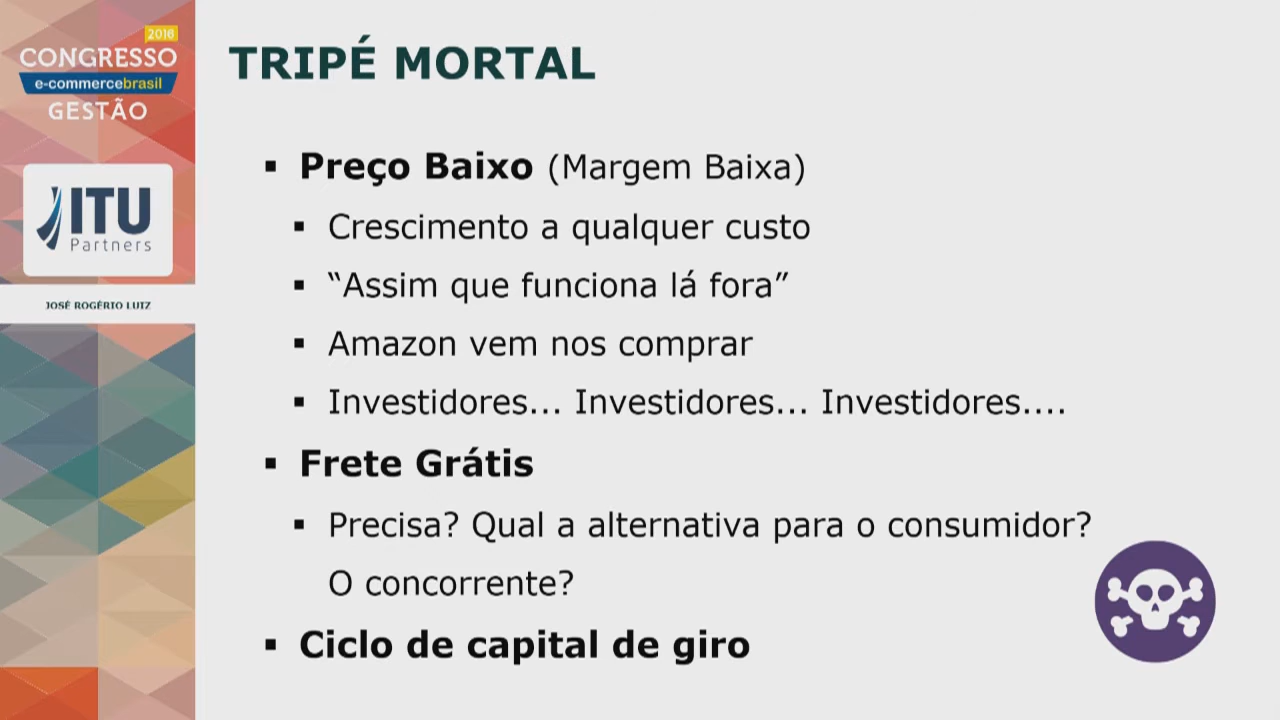 2016
CONGRESSO
e-commercebrasil
GESTÃO
ITU
Partners
JOSÉ ROGÉRIO LUIZ
TRIPÉ MORTAL
▪ Preço Baixo (Margem Baixa)
▪ Crescimento a qualquer custo
▪ “Assim que funciona lá fora”
▪ Amazon vem nos comprar
▪ Investidores... Investidores... Investidores....
▪ Frete Grátis
▪ Precisa? Qual a alternativa para o consumidor?
O concorrente?
▪ Ciclo de capital de giro